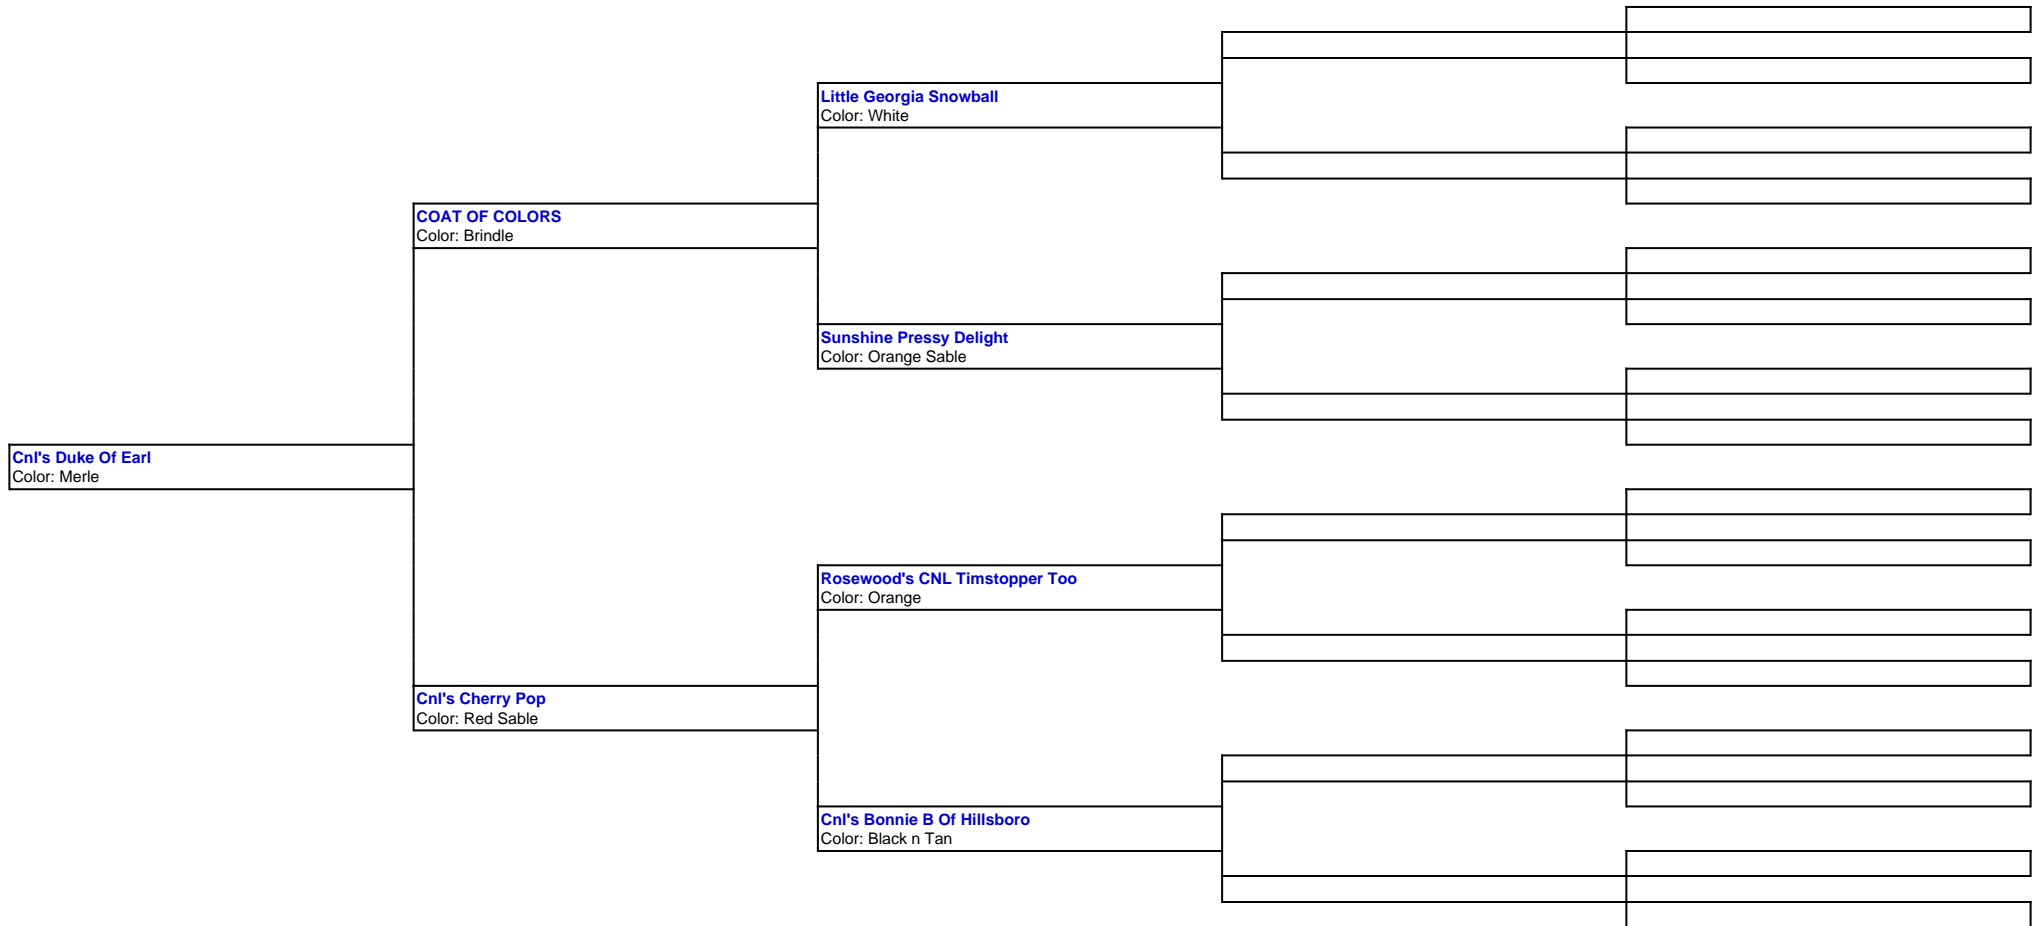 Little Georgia Snowball
Color: White
COAT OF COLORS
Color: Brindle
Sunshine Pressy Delight
Color: Orange Sable
Cnl's Duke Of Earl
Color: Merle
Rosewood's CNL Timstopper Too
Color: Orange
Cnl's Cherry Pop
Color: Red Sable
Cnl's Bonnie B Of Hillsboro
Color: Black n Tan